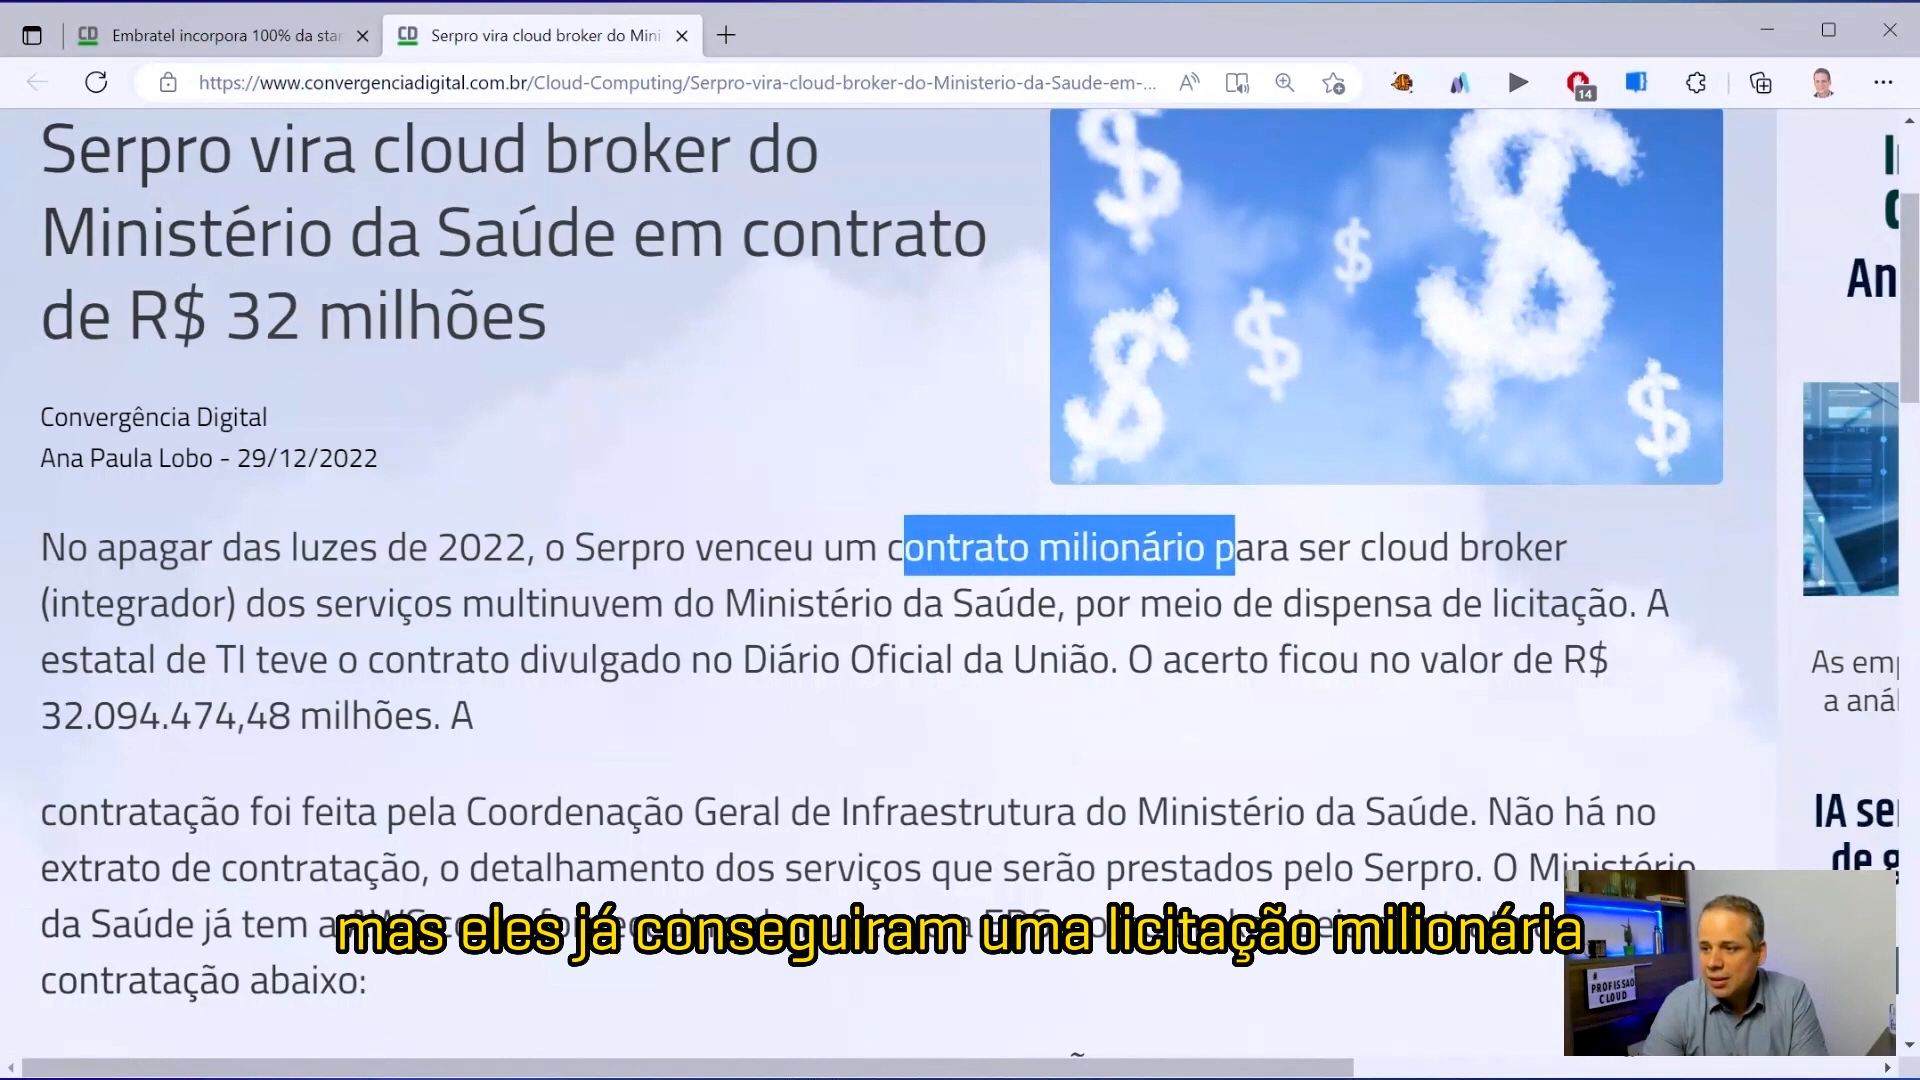 Embratel incorpora 100% da sta
Serpro vira cloud broker do Mini
https://www.convergenciadigital.com.br/Cloud-Computing/Serpro-vira-cloud-broker-do-Ministerio-da-Saude-em-...
14
Serpro vira cloud broker do
Ministério da Saúde em contrato
de R$ 32 milhões
Convergência Digital
Ana Paula Lobo - 29/12/2022
No apagar das luzes de 2022, o Serpro venceu um contrato milionário para ser cloud broker
(integrador) dos serviços multinuvem do Ministério da Saúde, por meio de dispensa de licitação. A
estatal de TI teve o contrato divulgado no Diário Oficial da União. O acerto ficou no valor de R$
32.094.474,48 milhões. A
contratação foi feita pela Coordenação Geral de Infraestrutura do Ministério da Saúde. Não há no
extrato de contratação, o detalhamento dos serviços que serão prestados pelo Serpro. O Ministério
da Saúde já tem a AWS
contratação abaixo:
mas eles já conseguiram uma licitação milionária
An
As emp
a aná
IA se
de g
PROFISSÃO
CLOUD